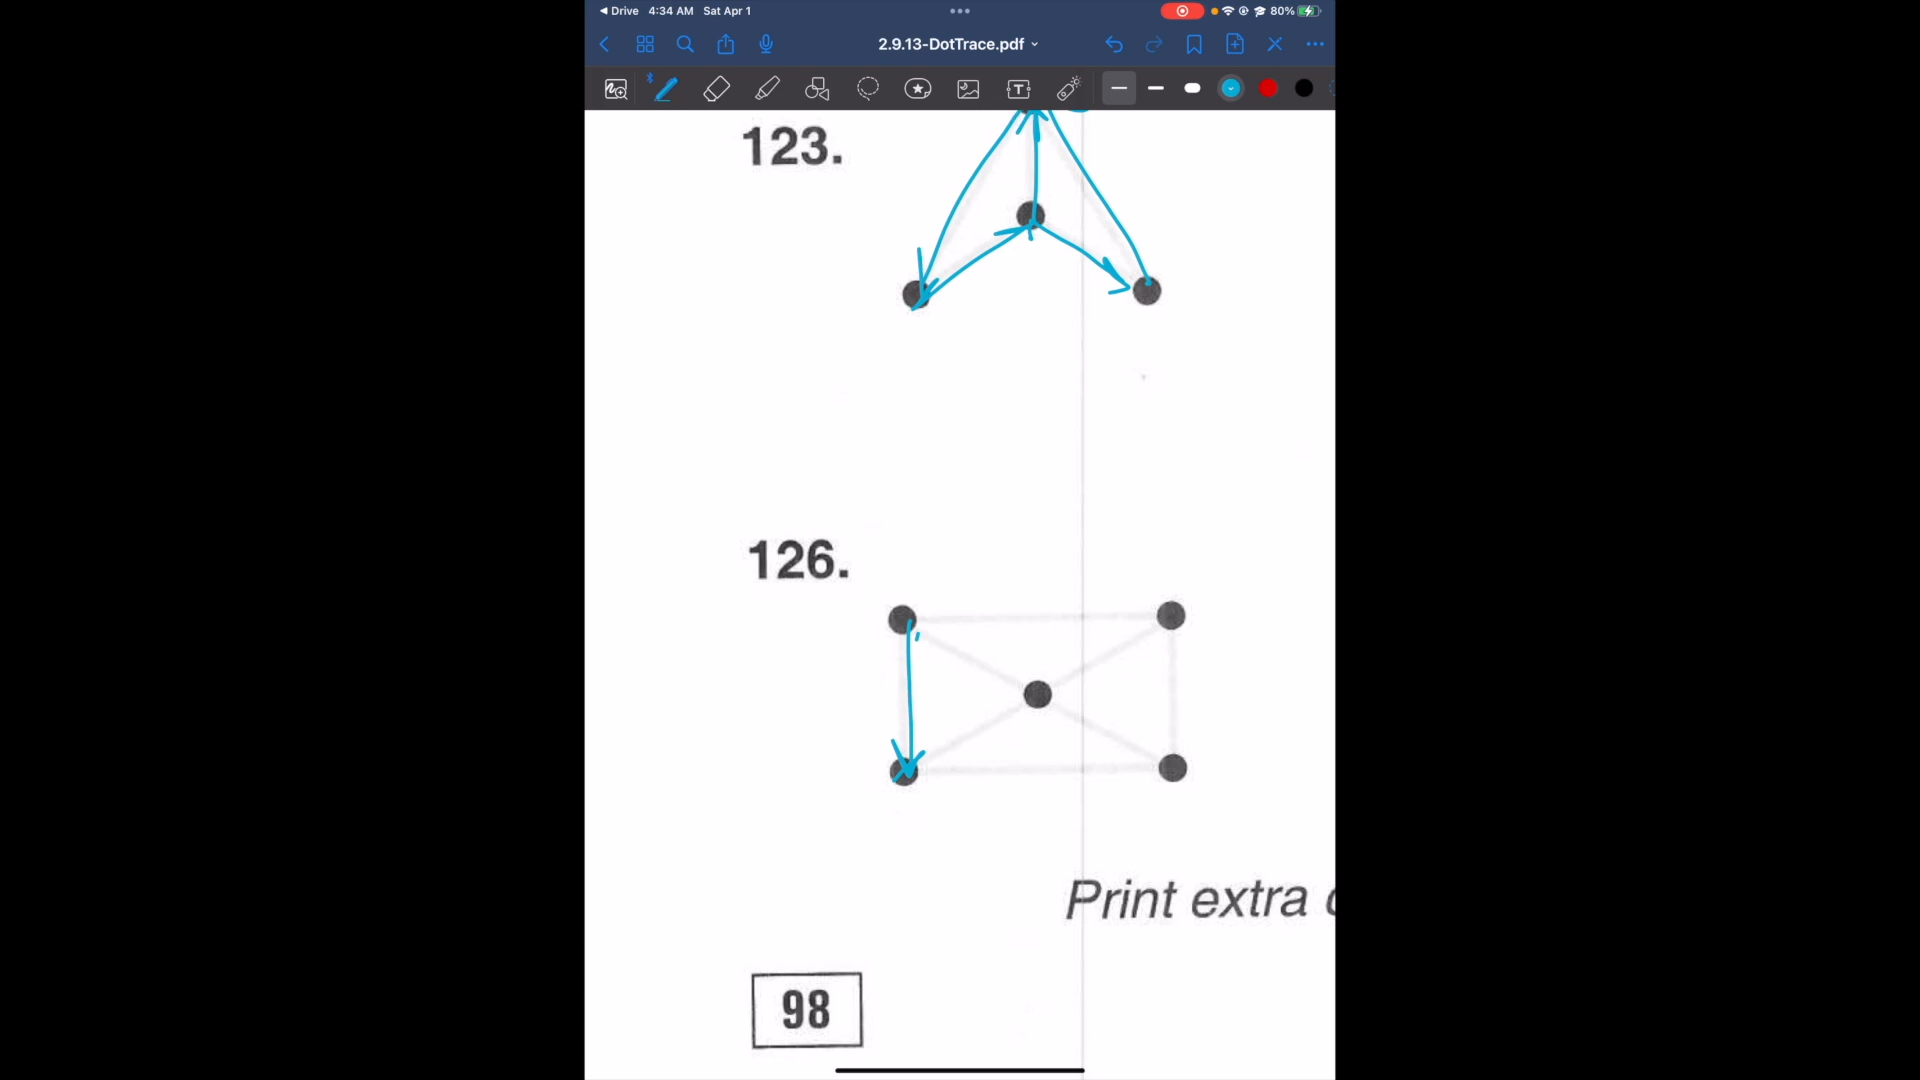 Drive 4:34 AM Sat Apr 1
80%
2.9.13-DotTrace.pdf
T
123.
126.
Print extra
98